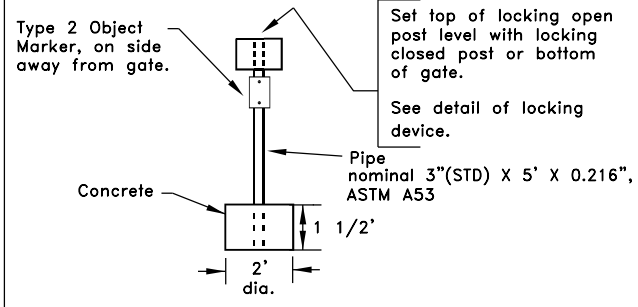 Type 2 Object
Marker, on side
away from gate.
Set top of locking open
post level with locking
closed post or bottom
of gate.
See detail of locking
device.
Pipe
nominal 3"(STD) X 5' X 0.216",
ASTM A53
Concrete
1 1/2'
2'
dia.